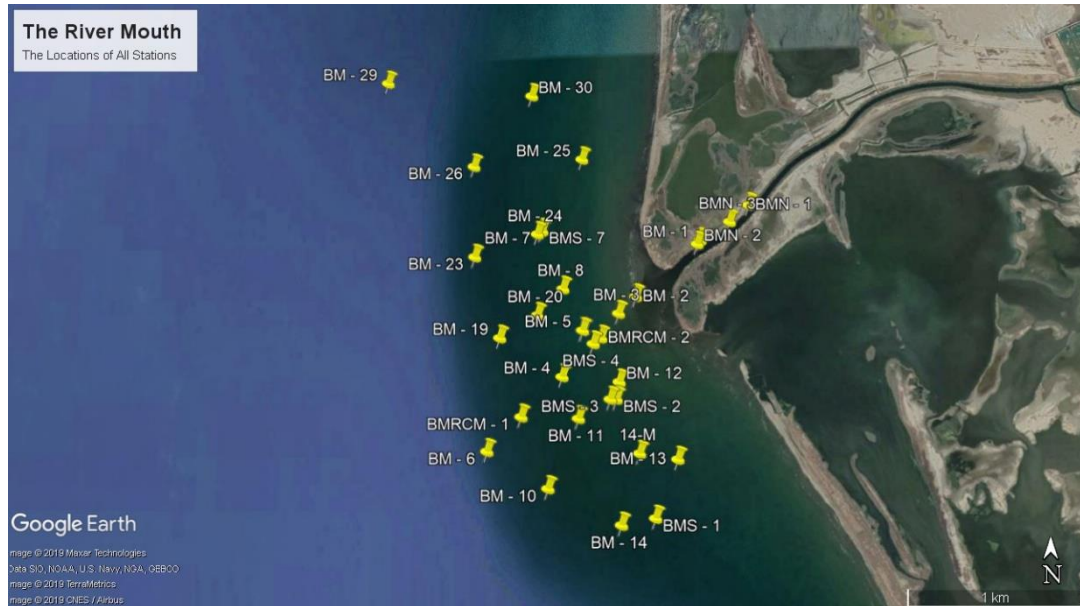 The River Mouth
The Locations of All Stations
BM - 29
BM - 30
BM - 25
BM - 26
BMN - 3
BMN - 1
BM - 24
BM - 1
BMN - 2
BM - 7
BMS - 7
BM - 23
BM - 8
BM - 20
BM - 3
BM - 2
BM - 5
BM - 19
BMRCM - 2
BMS - 4
BM - 4
BM - 12
BMS - 3
BMS - 2
BMRCM - 1
BM - 11
14-M
BM - 6
BM - 13
BM - 10
BMS - 1
BM - 14
Google Earth
mage © 2019 Maxar Technologies
Data SIO, NOAA, U.S. Navy, NGA, GEBCO
mage © 2019 TerraMetrics
mage © 2019 CNES / Airbus
N
1 km